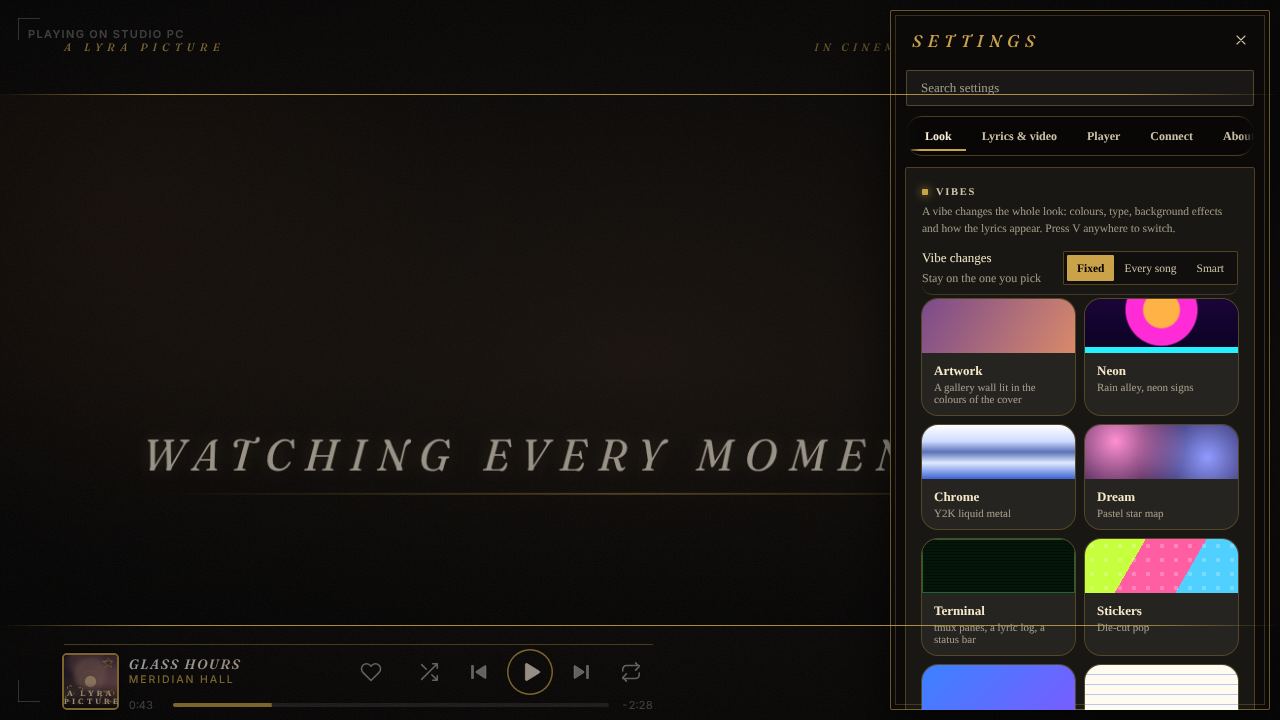 PLAYING ON STUDIO PC
A LYRA PICTURE
IN CINEM
SETTINGS
Search settings
Look
Lyrics & video
Player
Connect
Abou
VIBES
A vibe changes the whole look: colours, type, background effects
and how the lyrics appear. Press V anywhere to switch.
Vibe changes
Stay on the one you pick
Fixed
Every song
Smart
Artwork
A gallery wall lit in the
colours of the cover
Neon
Rain alley, neon signs
WATCHING EVERY MOMEN
Chrome
Y2K liquid metal
Dream
Pastel star map
Terminal
tmux panes, a lyric log, a
status bar
Stickers
Die-cut pop
A LYRA
PICTURE
GLASS HOURS
MERIDIAN HALL
0:43
-2:28